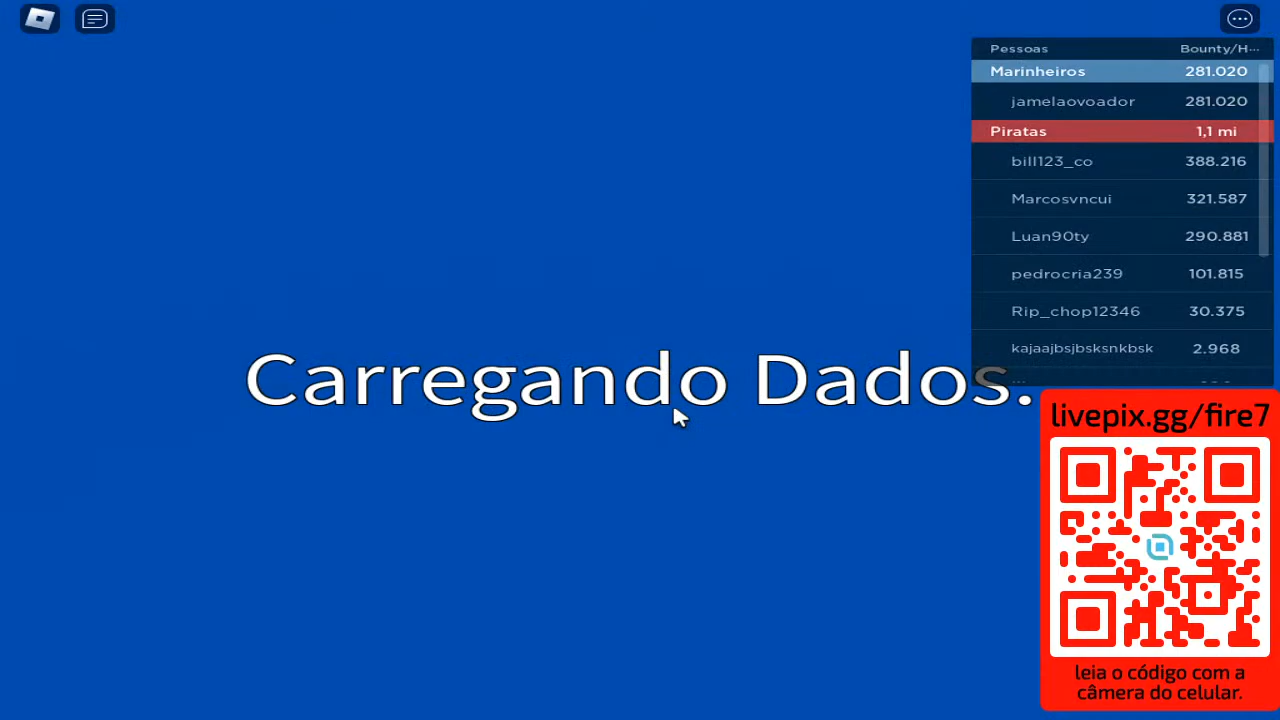 Pessoas Bounty/H...
Marinheiros 281.020
jamelaovoador 281.020
Piratas 1,1 mi
bill123_co 388.216
Marcosvncui 321.587
Luan90ty 290.881
pedrocria239 101.815
Rip_chop12346 30.375
kajaajbsjbsksnkbsk 2.968
Carregando Dados.
livepix.gg/fire7
leia o código com a
câmera do celular.